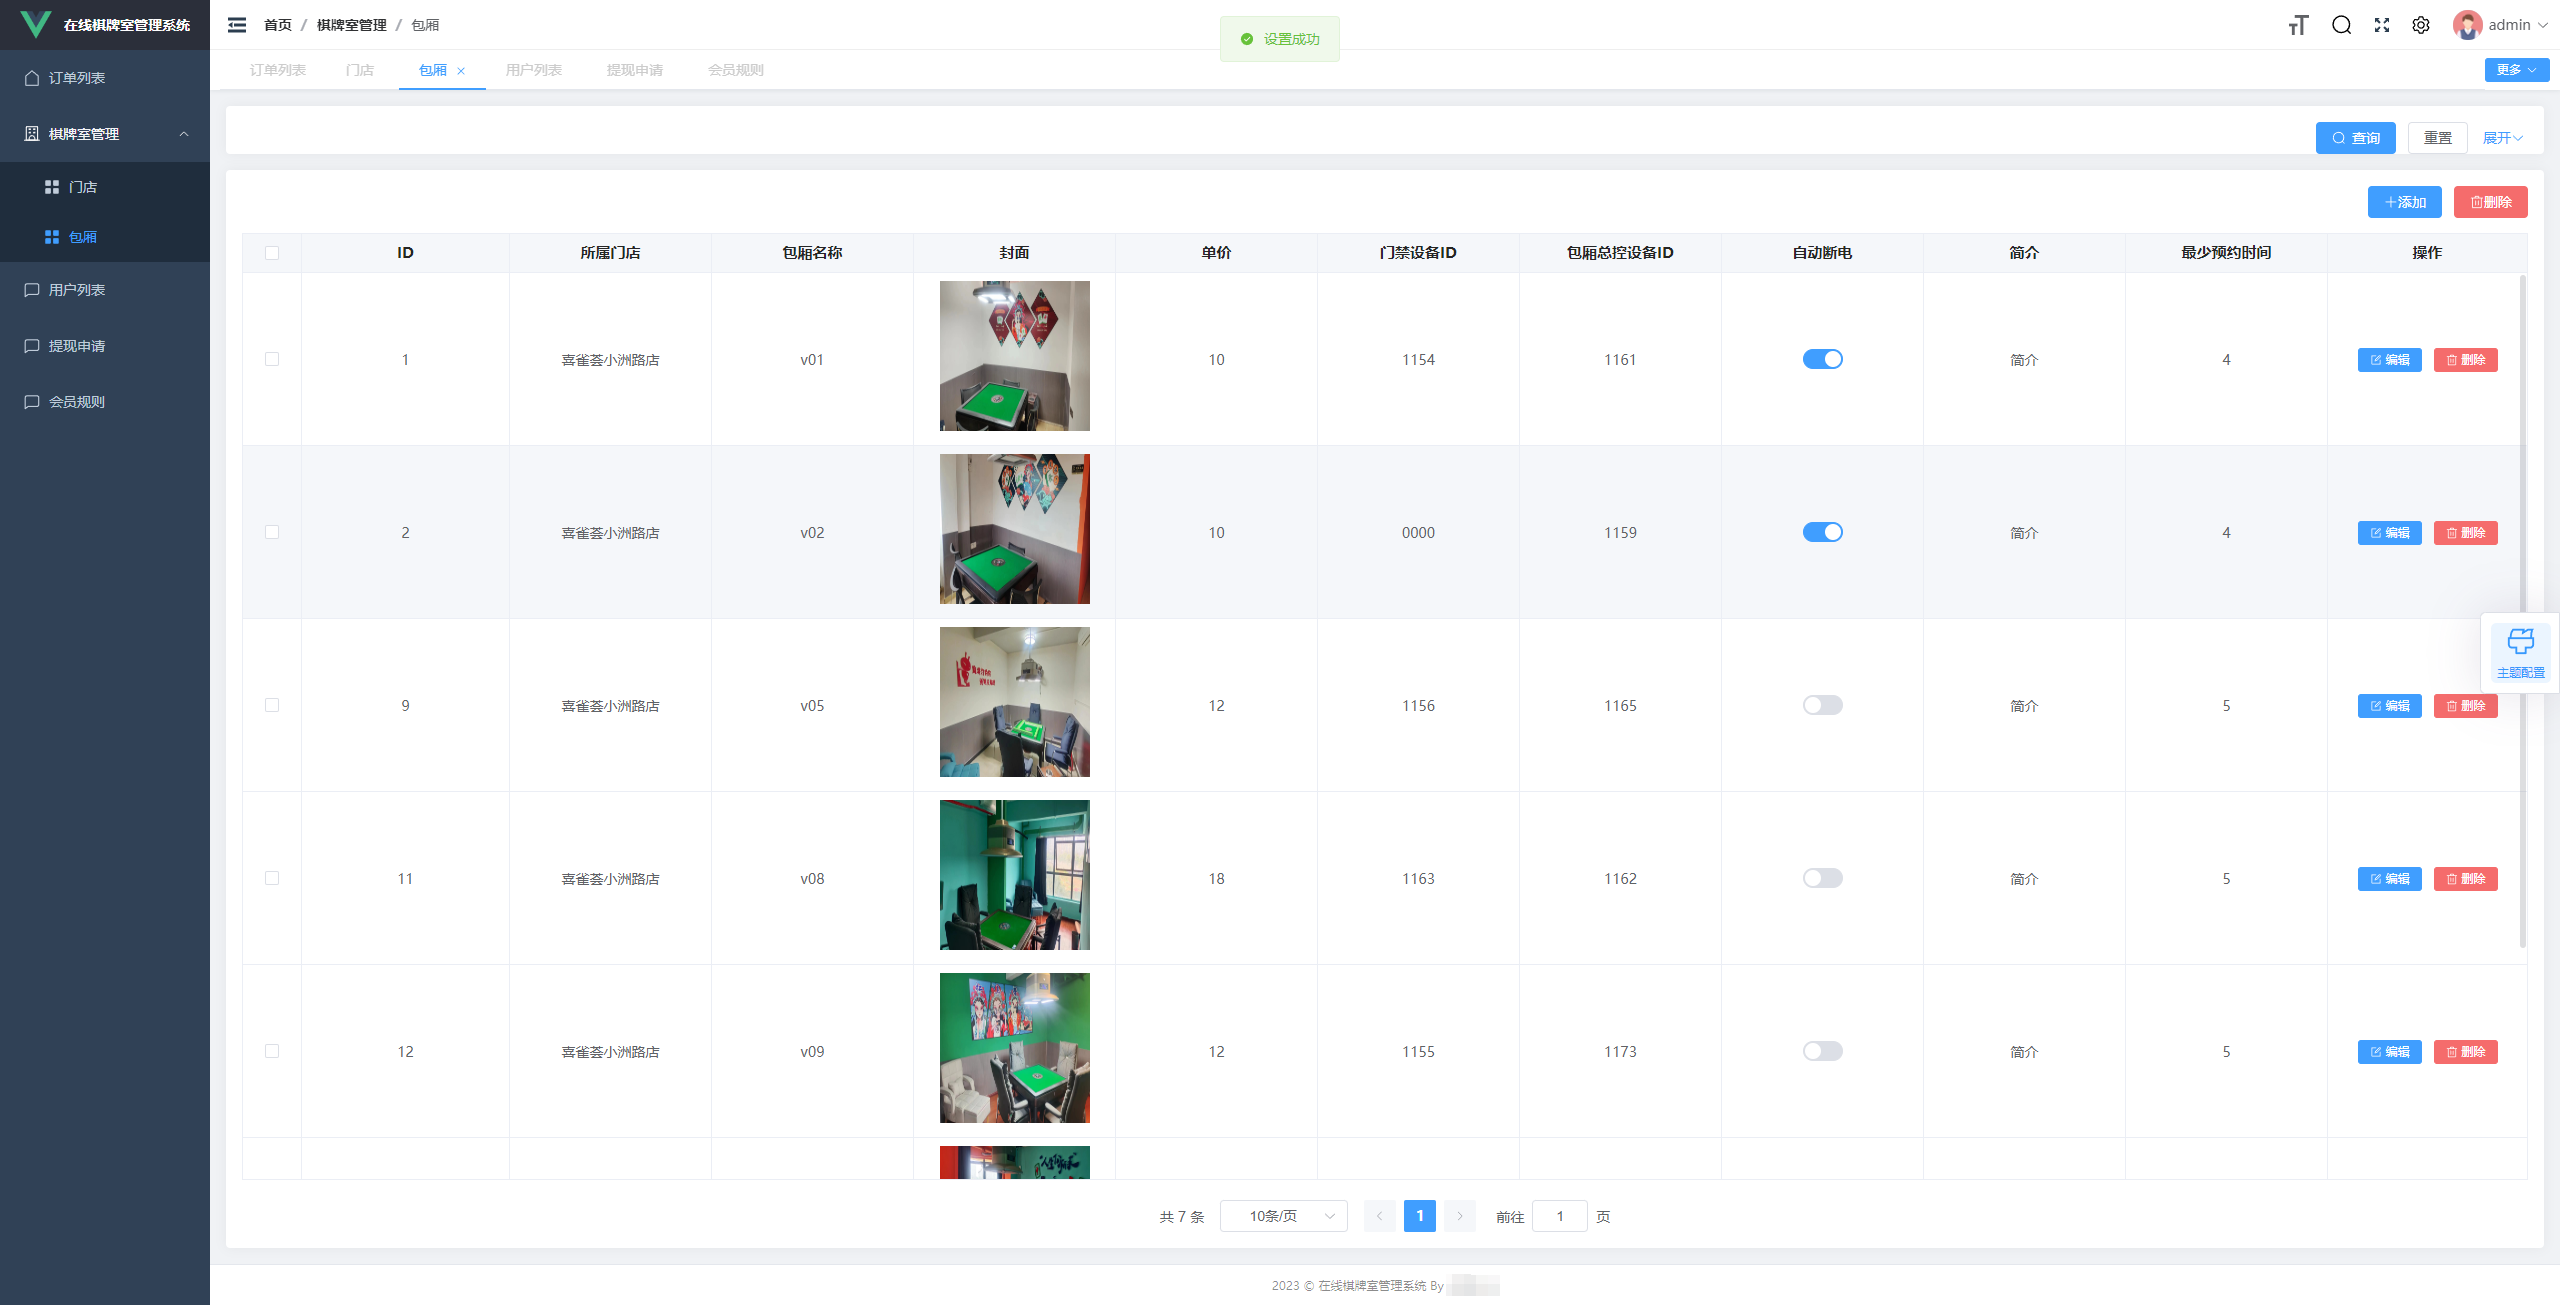 在线棋牌室管理系统
首页 / 棋牌室管理 / 包厢
设置成功
admin
订单列表
门店
包厢
用户列表
提现申请
会员规则
更多
订单列表
棋牌室管理
门店
包厢
用户列表
提现申请
会员规则
查询 重置 展开
添加 删除
ID 所属门店 包厢名称 封面 单价 门禁设备ID 包厢总控设备ID 自动断电 简介 最少预约时间 操作
1 喜雀荟小洲路店 v01 10 1154 1161 简介 4 编辑 删除
2 喜雀荟小洲路店 v02 10 0000 1159 简介 4 编辑 删除
9 喜雀荟小洲路店 v05 12 1156 1165 简介 5 编辑 删除
11 喜雀荟小洲路店 v08 18 1163 1162 简介 5 编辑 删除
12 喜雀荟小洲路店 v09 12 1155 1173 简介 5 编辑 删除
主题配置
共 7 条 10条/页 1 前往 1 页
2023 © 在线棋牌室管理系统 By